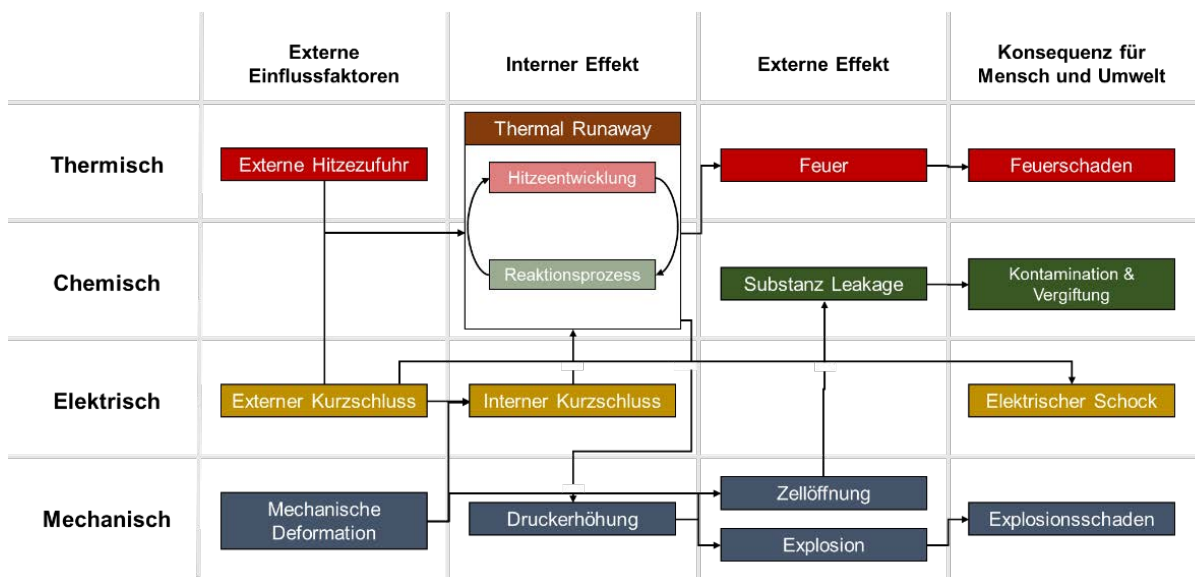 Externe
Einflussfaktoren
Interner Effekt
Externe Effekt
Konsequenz für
Mensch und Umwelt
Thermisch
Externe Hitzezufuhr
Thermal Runaway
Hitzeentwicklung
Reaktionsprozess
Feuer
Feuerschaden
Chemisch
Substanz Leakage
Kontamination &
Vergiftung
Elektrisch
Externer Kurzschluss
Interner Kurzschluss
Elektrischer Schock
Mechanisch
Mechanische
Deformation
Druckerhöhung
Zellöffnung
Explosion
Explosionsschaden